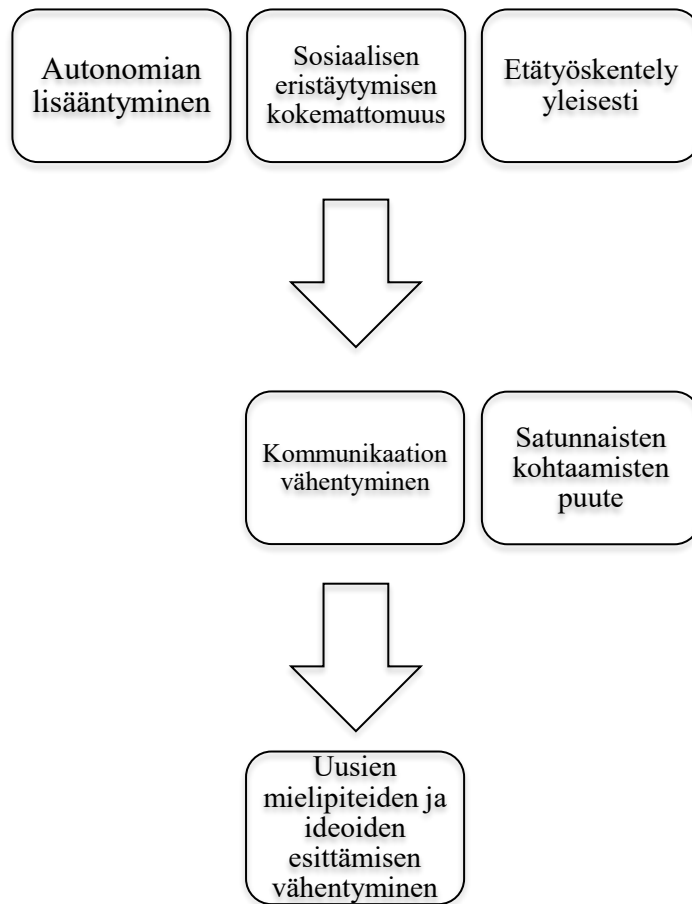 Autonomian
lisääntyminen
Sosiaalisen
eristäytymisen
kokemattomuus
Etätyöskentely
yleisesti
Kommunikaation
vähentyminen
Satunnaisten
kohtaamisten
puute
Uusien
mielipiteiden ja
ideoiden
esittämisen
vähentyminen